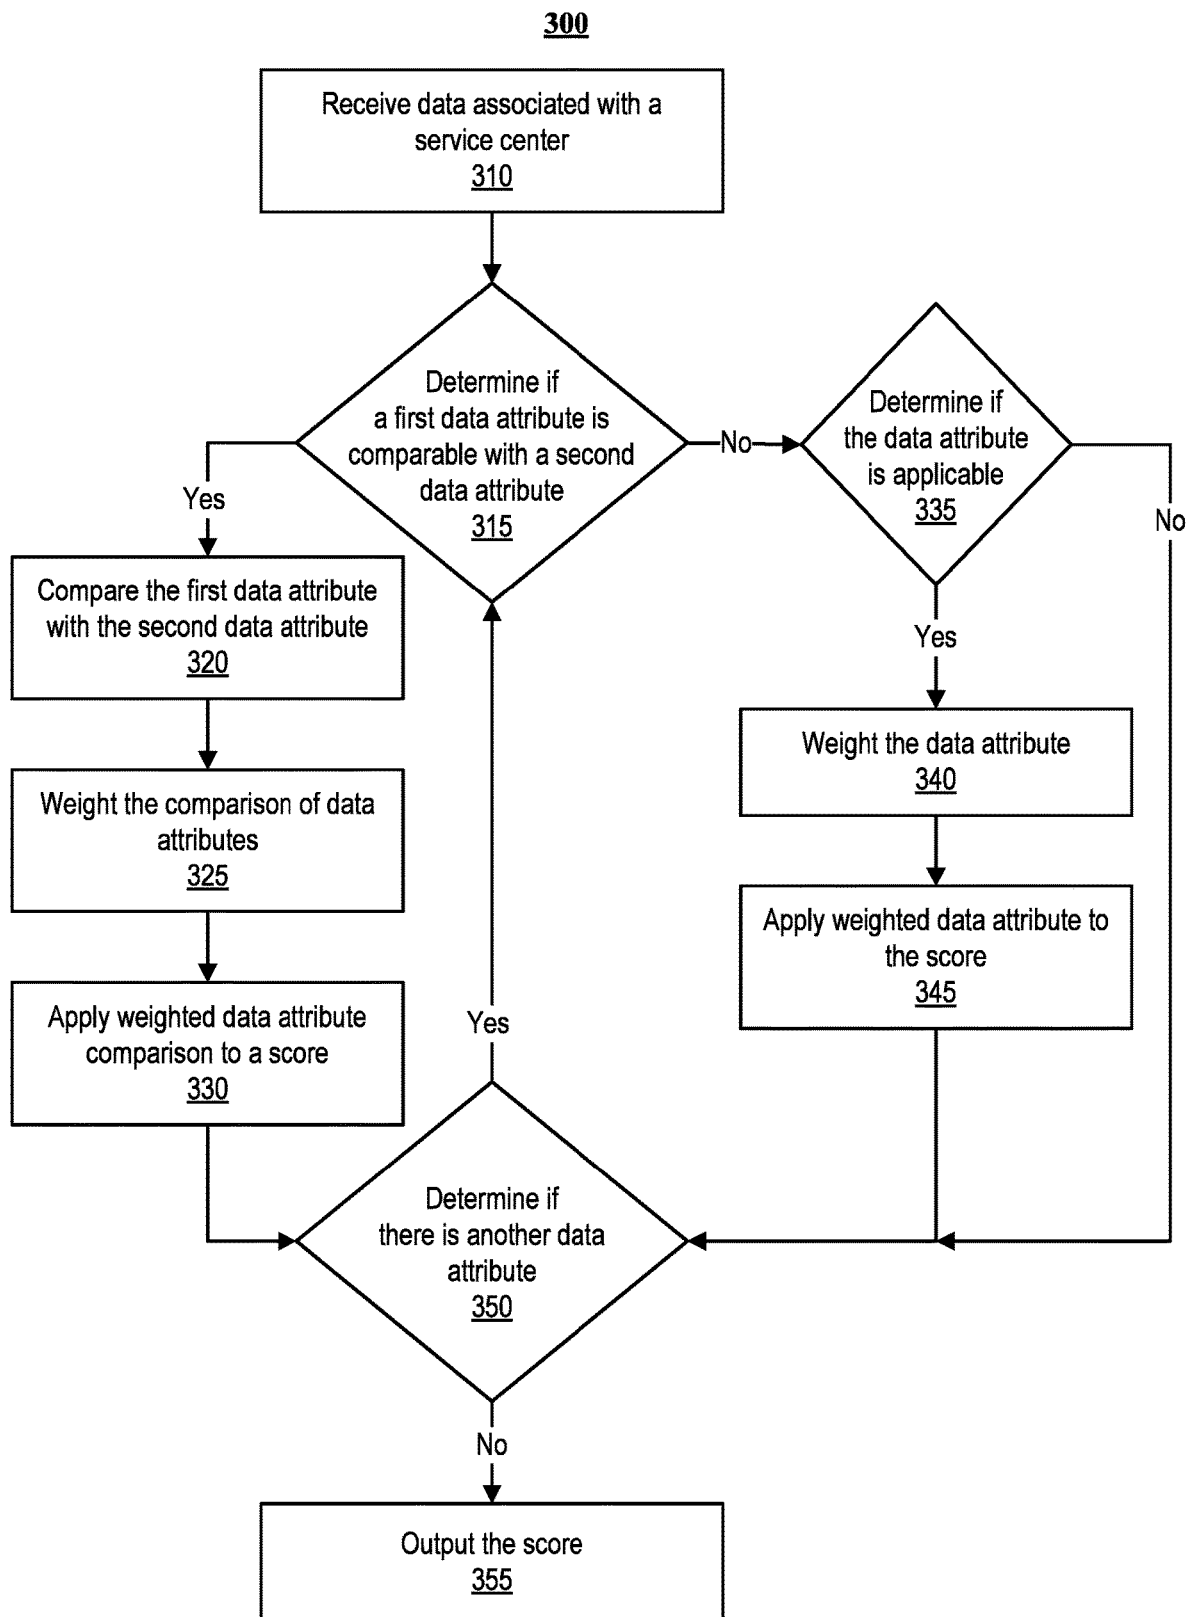 300
Receive data associated with a
service center
310
Determine if
a first data attribute is
comparable with a second
data attribute
315
No
Determine if
the data attribute
is applicable
335
Yes
No
Compare the first data attribute
with the second data attribute
320
Yes
Weight the data attribute
340
Weight the comparison of data
attributes
325
Apply weighted data attribute to
the score
345
Apply weighted data attribute
comparison to a score
330
Yes
Determine if
there is another data
attribute
350
No
Output the score
355